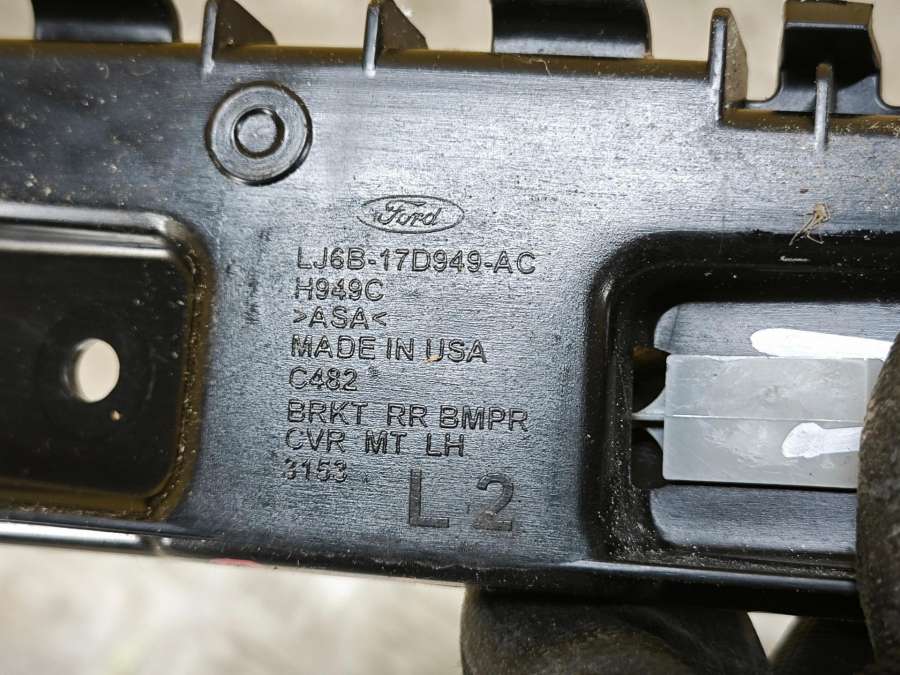 Ford
LJ6B-17D949-AC
H949C
>ASA<
MADE IN USA
C482
BRKT RR BMPR
CVR MT LH
3153
L 2